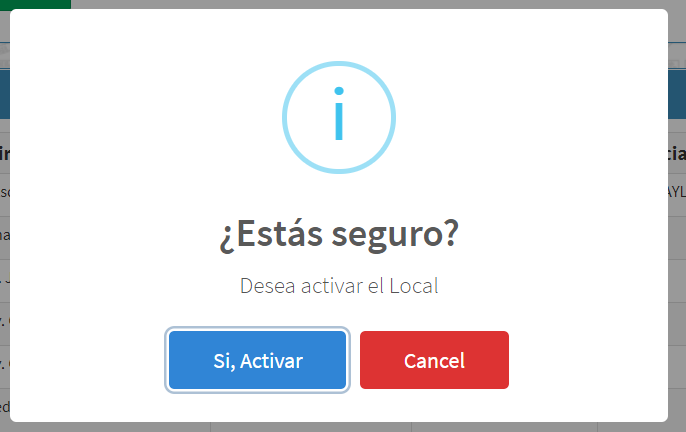 ¿Estás seguro?
Desea activar el Local
Si, Activar
Cancel